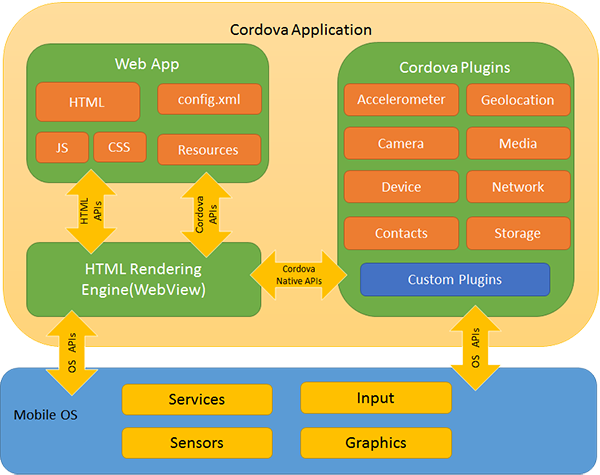 Cordova Application
Web App
HTML
config.xml
JS
CSS
Resources
Cordova Plugins
Accelerometer
Geolocation
Camera
Media
Device
Network
Contacts
Storage
Custom Plugins
HTML
APIs
Cordova
APIs
HTML Rendering
Engine(WebView)
Cordova
Native APIs
OS APIs
OS APIs
Mobile OS
Services
Input
Sensors
Graphics